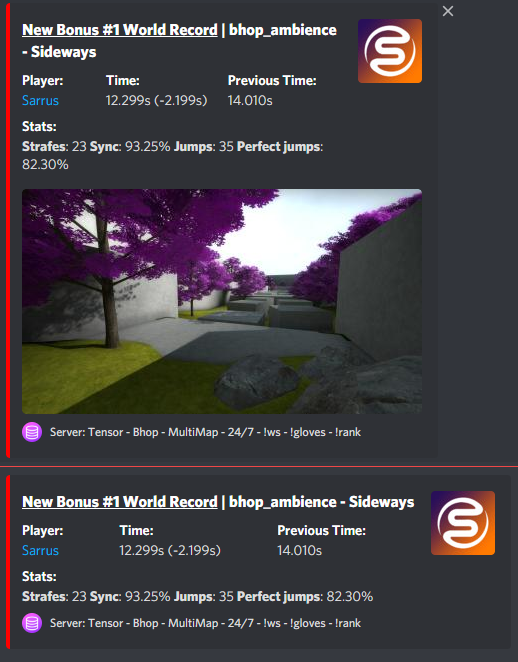 New Bonus #1 World Record | bhop_ambience
- Sideways
Player: Time: Previous Time:
Sarrus 12.299s (-2.199s) 14.010s
Stats:
Strafes: 23 Sync: 93.25% Jumps: 35 Perfect jumps:
82.30%
Server: Tensor - Bhop - MultiMap - 24/7 - !ws - !gloves - !rank
New Bonus #1 World Record | bhop_ambience - Sideways
Player: Time: Previous Time:
Sarrus 12.299s (-2.199s) 14.010s
Stats:
Strafes: 23 Sync: 93.25% Jumps: 35 Perfect jumps: 82.30%
Server: Tensor - Bhop - MultiMap - 24/7 - !ws - !gloves - !rank